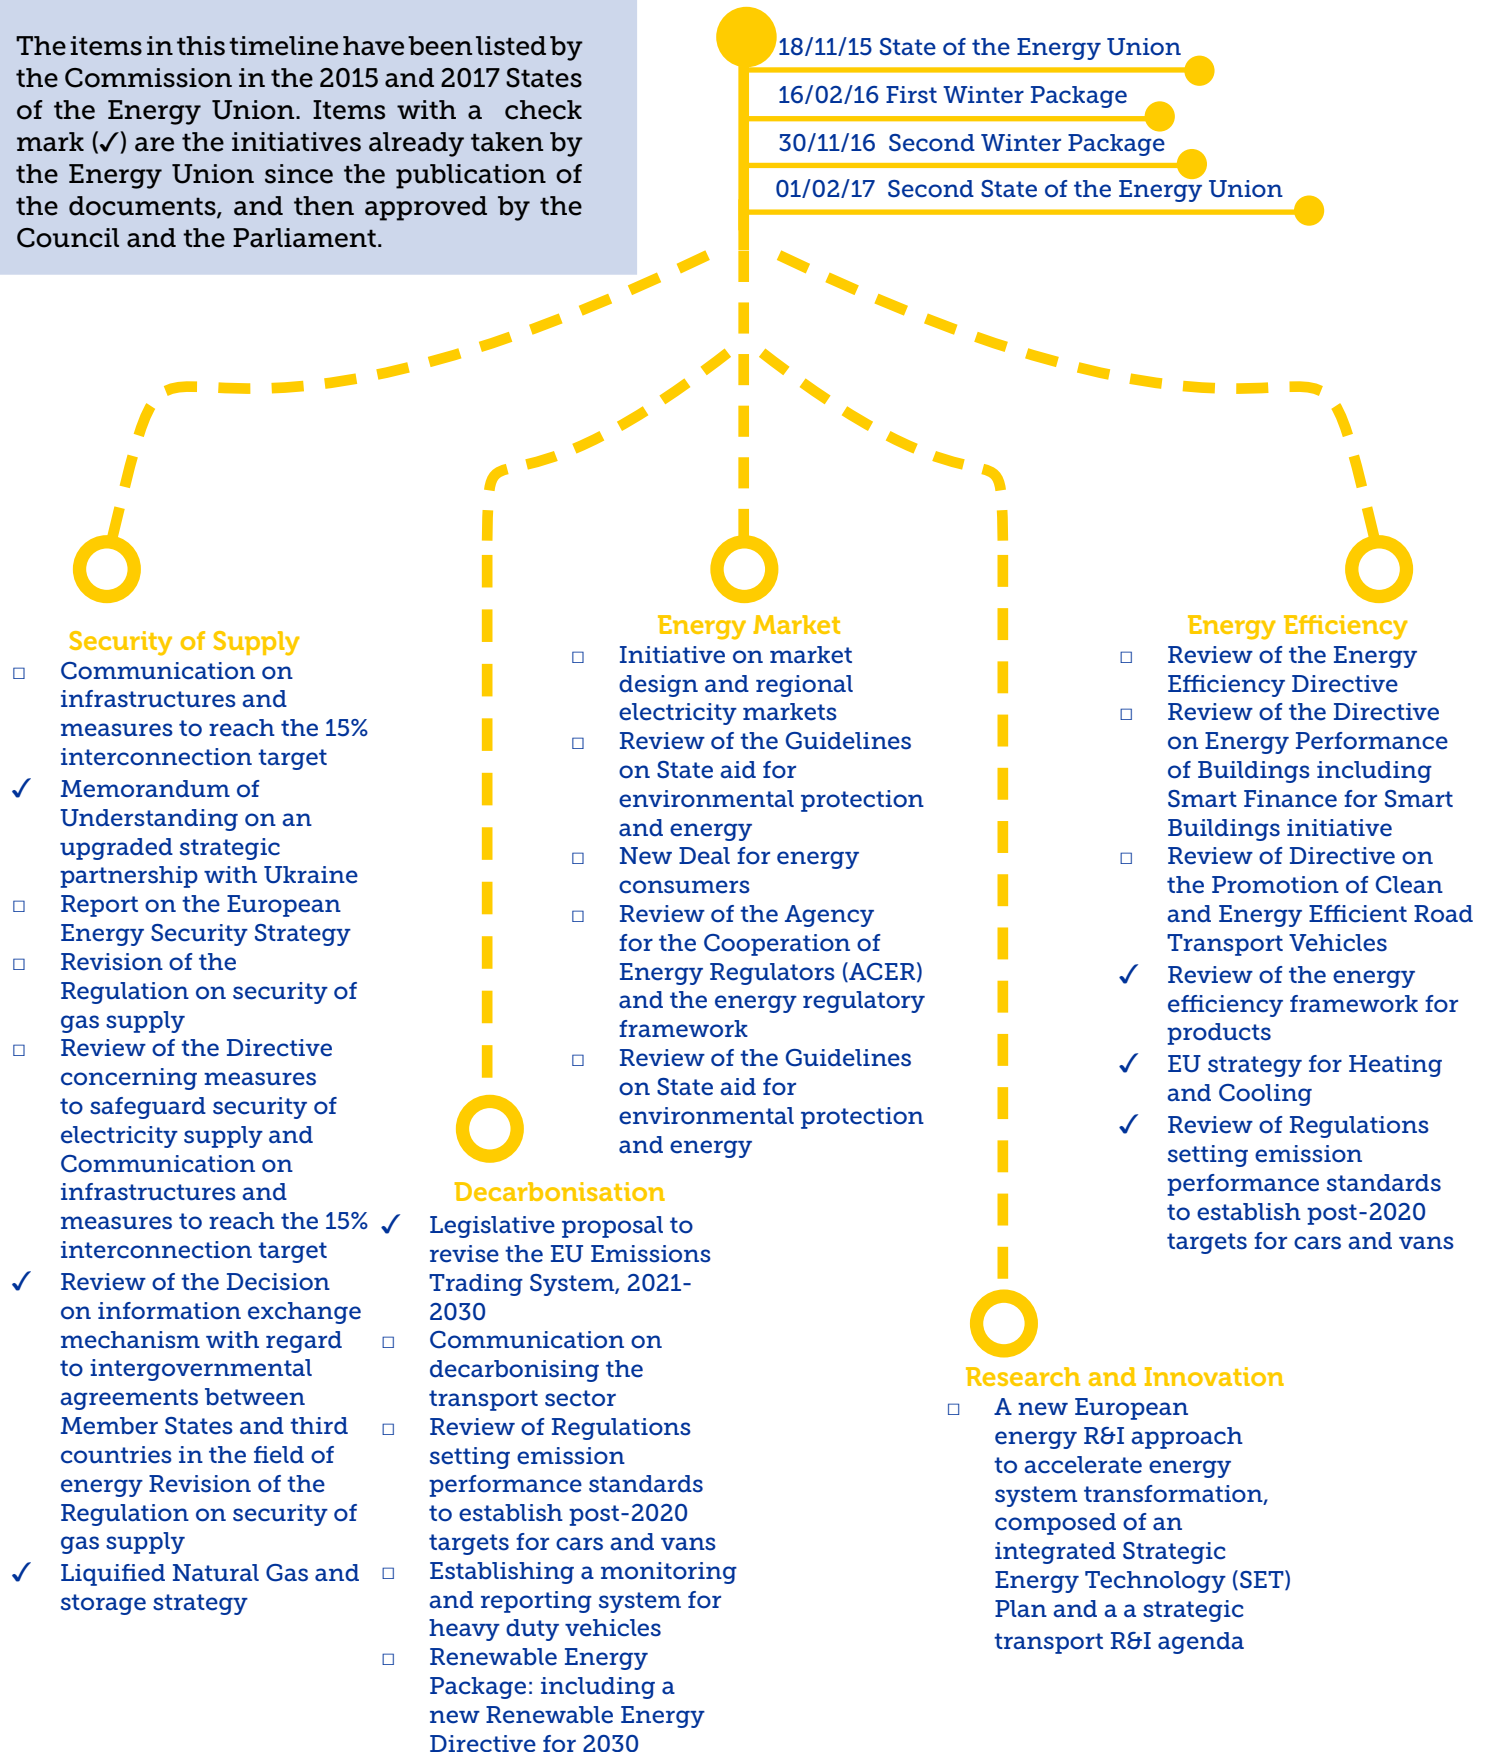 The items in this timeline have been listed by
the Commission in the 2015 and 2017 States
of the Energy Union. Items with a check
mark (✓) are the initiatives already taken by
the Energy Union since the publication of
the documents, and then approved by the
Council and the Parliament.
18/11/15 State of the Energy Union
16/02/16 First Winter Package
30/11/16 Second Winter Package
01/02/17 Second State of the Energy Union
Security of Supply
□ Communication on
infrastructures and
measures to reach the 15%
interconnection target
✓ Memorandum of
Understanding on an
upgraded strategic
partnership with Ukraine
□ Report on the European
Energy Security Strategy
□ Revision of the
Regulation on security of
gas supply
□ Review of the Directive
concerning measures
to safeguard security of
electricity supply and
Communication on
infrastructures and
measures to reach the 15%
interconnection target
✓ Review of the Decision
on information exchange
mechanism with regard
to intergovernmental
agreements between
Member States and third
countries in the field of
energy Revision of the
Regulation on security of
gas supply
✓ Liquified Natural Gas and
storage strategy
Decarbonisation
✓ Legislative proposal to
revise the EU Emissions
Trading System, 2021-
2030
□ Communication on
decarbonising the
transport sector
□ Review of Regulations
setting emission
performance standards
to establish post-2020
targets for cars and vans
□ Establishing a monitoring
and reporting system for
heavy duty vehicles
□ Renewable Energy
Package: including a
new Renewable Energy
Directive for 2030
Energy Market
□ Initiative on market
design and regional
electricity markets
□ Review of the Guidelines
on State aid for
environmental protection
and energy
□ New Deal for energy
consumers
□ Review of the Agency
for the Cooperation of
Energy Regulators (ACER)
and the energy regulatory
framework
□ Review of the Guidelines
on State aid for
environmental protection
and energy
Research and Innovation
□ A new European
energy R&I approach
to accelerate energy
system transformation,
composed of an
integrated Strategic
Energy Technology (SET)
Plan and a a strategic
transport R&I agenda
Energy Efficiency
□ Review of the Energy
Efficiency Directive
□ Review of the Directive
on Energy Performance
of Buildings including
Smart Finance for Smart
Buildings initiative
□ Review of Directive on
the Promotion of Clean
and Energy Efficient Road
Transport Vehicles
✓ Review of the energy
efficiency framework for
products
✓ EU strategy for Heating
and Cooling
✓ Review of Regulations
setting emission
performance standards
to establish post-2020
targets for cars and vans